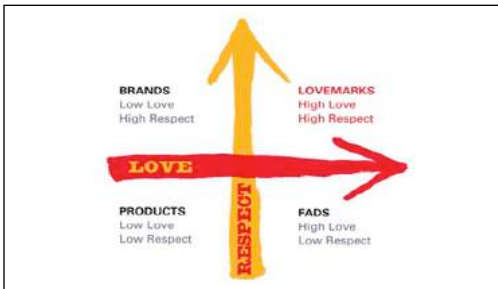 BRANDS
Low Love
High Respect
LOVEMARKS
High Love
High Respect
LOVE
RESPECT
PRODUCTS
Low Love
Low Respect
FADS
High Love
Low Respect